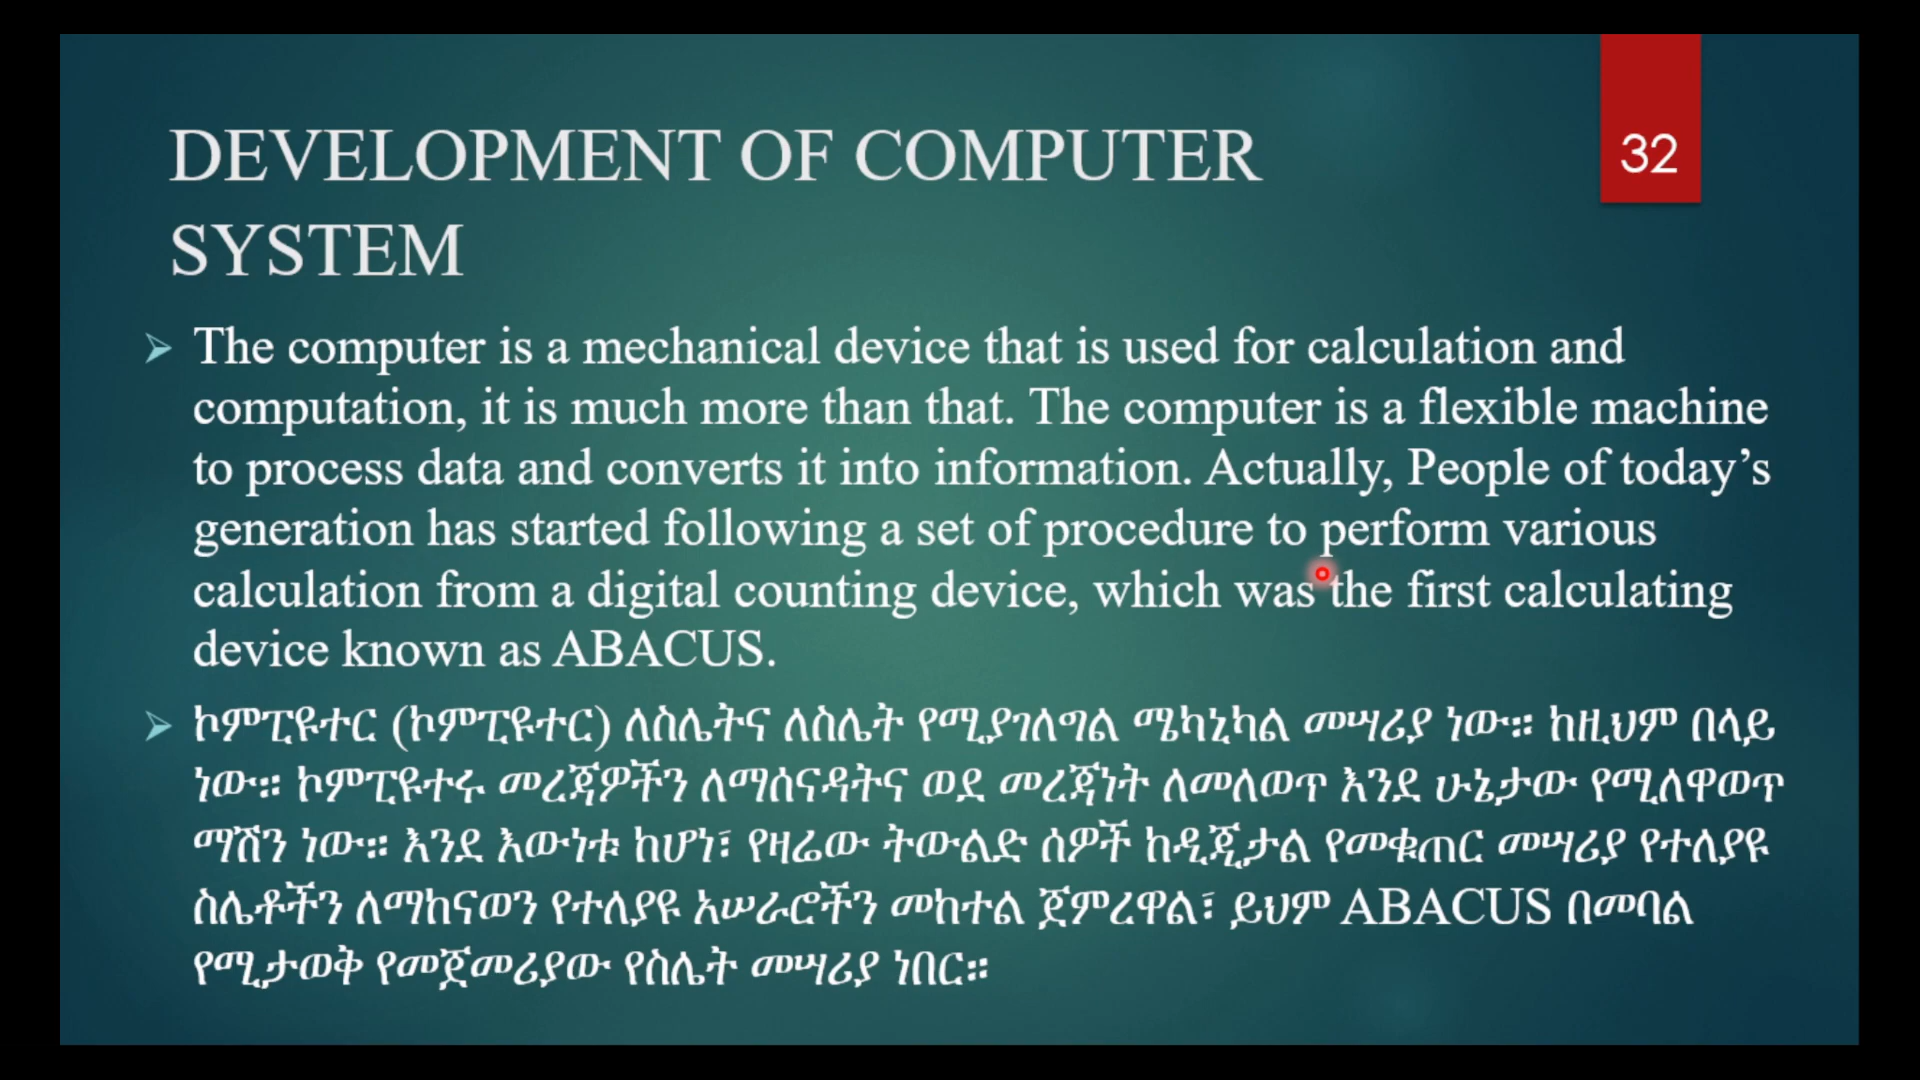 DEVELOPMENT OF COMPUTER
32
SYSTEM
The computer is a mechanical device that is used for calculation and
computation, it is much more than that. The computer is a flexible machine
to process data and converts it into information. Actually, People of today’s
generation has started following a set of procedure to perform various
calculation from a digital counting device, which was the first calculating
device known as ABACUS.
ኮምፒዩተር (ኮምፒዩተር) ለስሌትና ለስሌት የሚያገለግል ሜካኒካል መሣሪያ ነው። ከዚህም በላይ
ነው። ኮምፒዩተሩ መረጃዎችን ለማሰናዳትና ወደ መረጃነት ለመለወጥ እንደ ሁኔታው የሚለዋወጥ
ማሽን ነው። እንደ እውነቱ ከሆነ፣ የዛሬው ትውልድ ሰዎች ከዲጂታል የመቁጠር መሣሪያ የተለያዩ
ስሌቶችን ለማከናወን የተለያዩ አሠራሮችን መከተል ጀምረዋል፣ ይህም ABACUS በመባል
የሚታወቅ የመጀመሪያው የስሌት መሣሪያ ነበር።